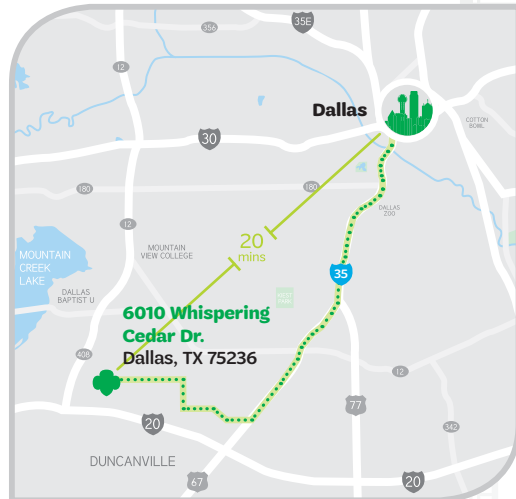 35E
356
12
Dallas
COTTON
BOWL
30
180
180
DALLAS
ZOO
12
20
mins
MOUNTAIN
VIEW COLLEGE
MOUNTAIN
CREEK
LAKE
35
DALLAS
BAPTIST U
6010 Whispering
Cedar Dr.
Dallas, TX 75236
408
12
77
20
342
DUNCANVILLE
67
20